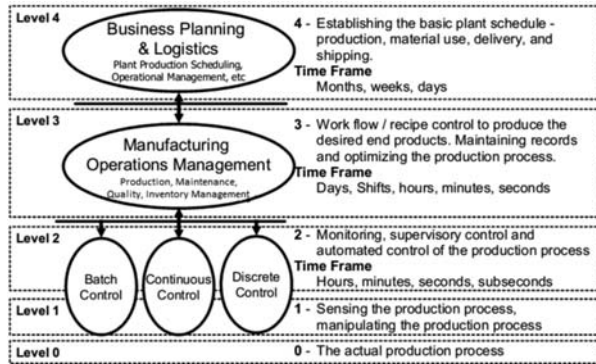 Level 4
Business Planning
& Logistics
Plant Production Scheduling,
Operational Management, etc
4 - Establishing the basic plant schedule -
production, material use, delivery, and
shipping.
Time Frame
Months, weeks, days
Level 3
Manufacturing
Operations Management
Production, Maintenance,
Quality, Inventory Management
3 - Work flow / recipe control to produce the
desired end products. Maintaining records
and optimizing the production process.
Time Frame
Days, Shifts, hours, minutes, seconds
Level 2
Batch
Control
Continuous
Control
Discrete
Control
2 - Monitoring, supervisory control and
automated control of the production process
Time Frame
Hours, minutes, seconds, subseconds
Level 1
1 - Sensing the production process,
manipulating the production process
Level 0
0 - The actual production process